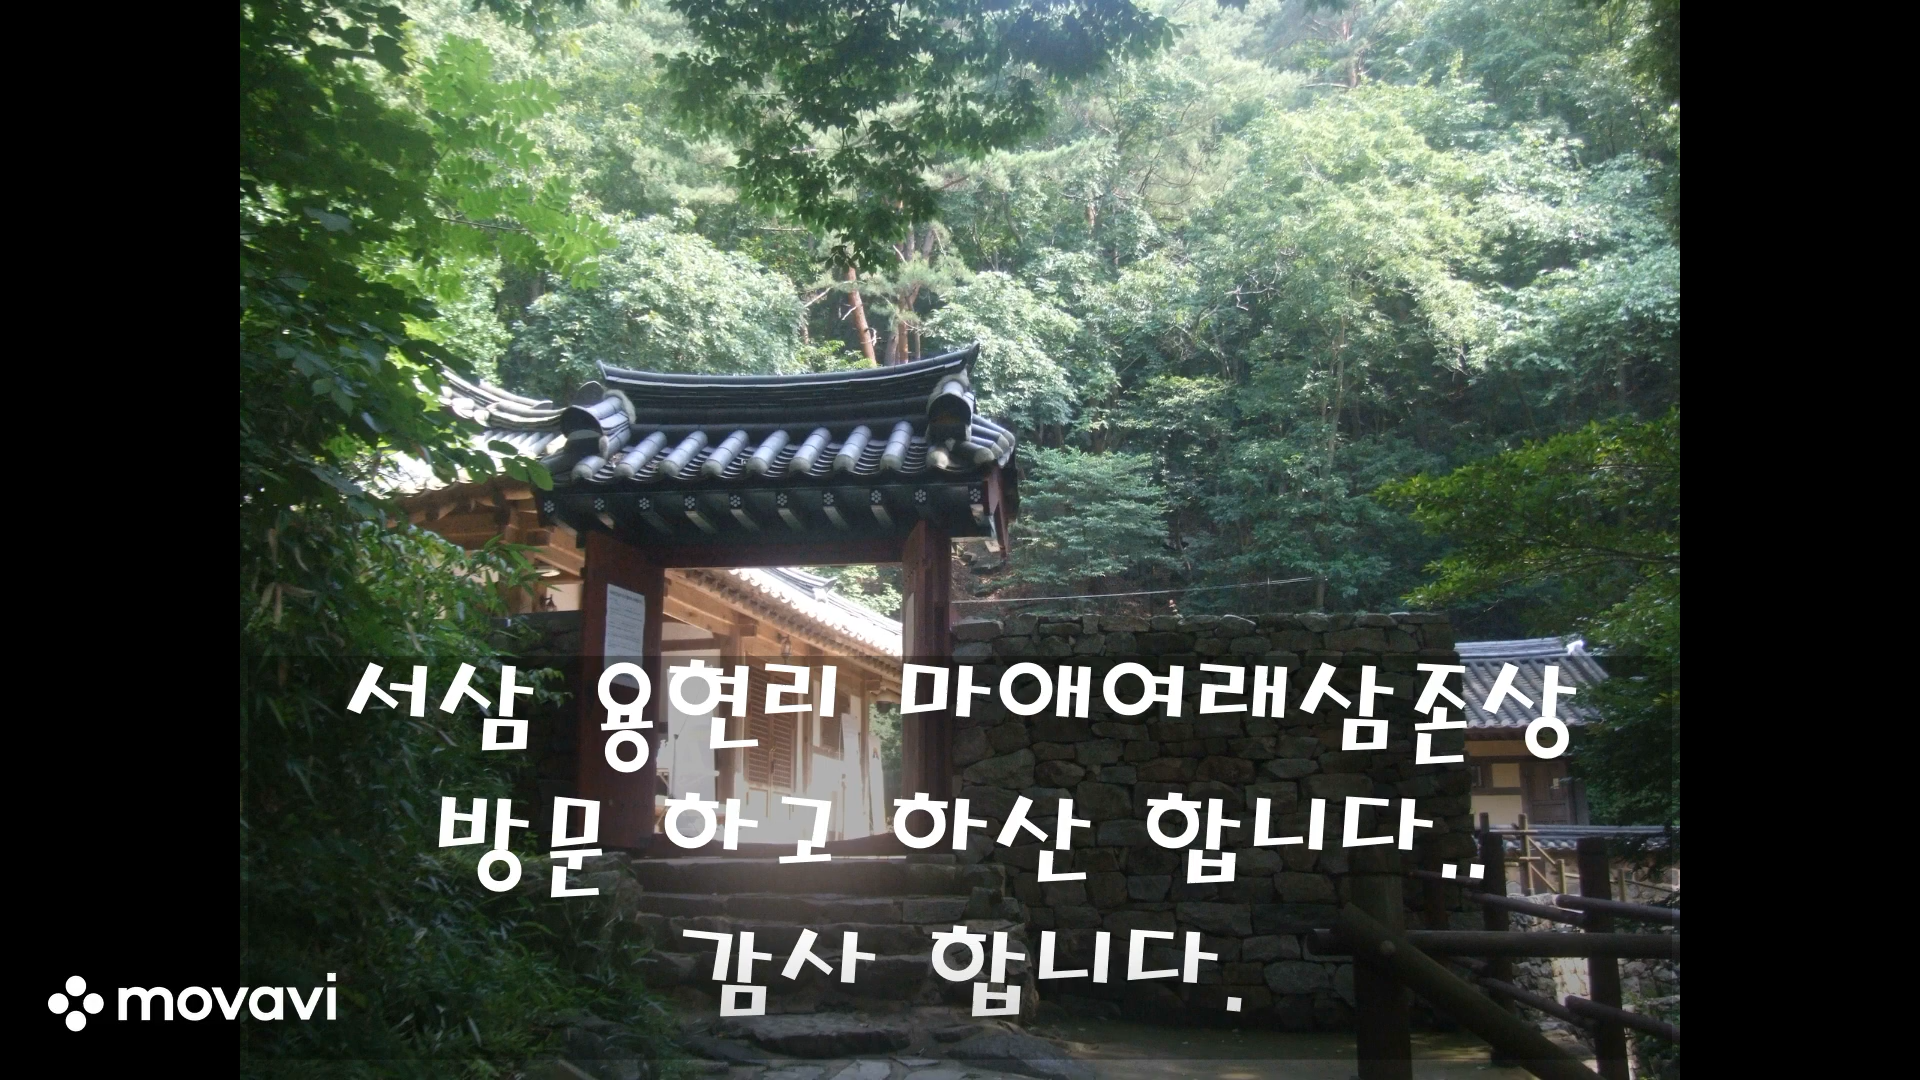 서삼 용현리 마애여래삼존상
방문 하고 하산 합니다..
감사 합니다.
movavi